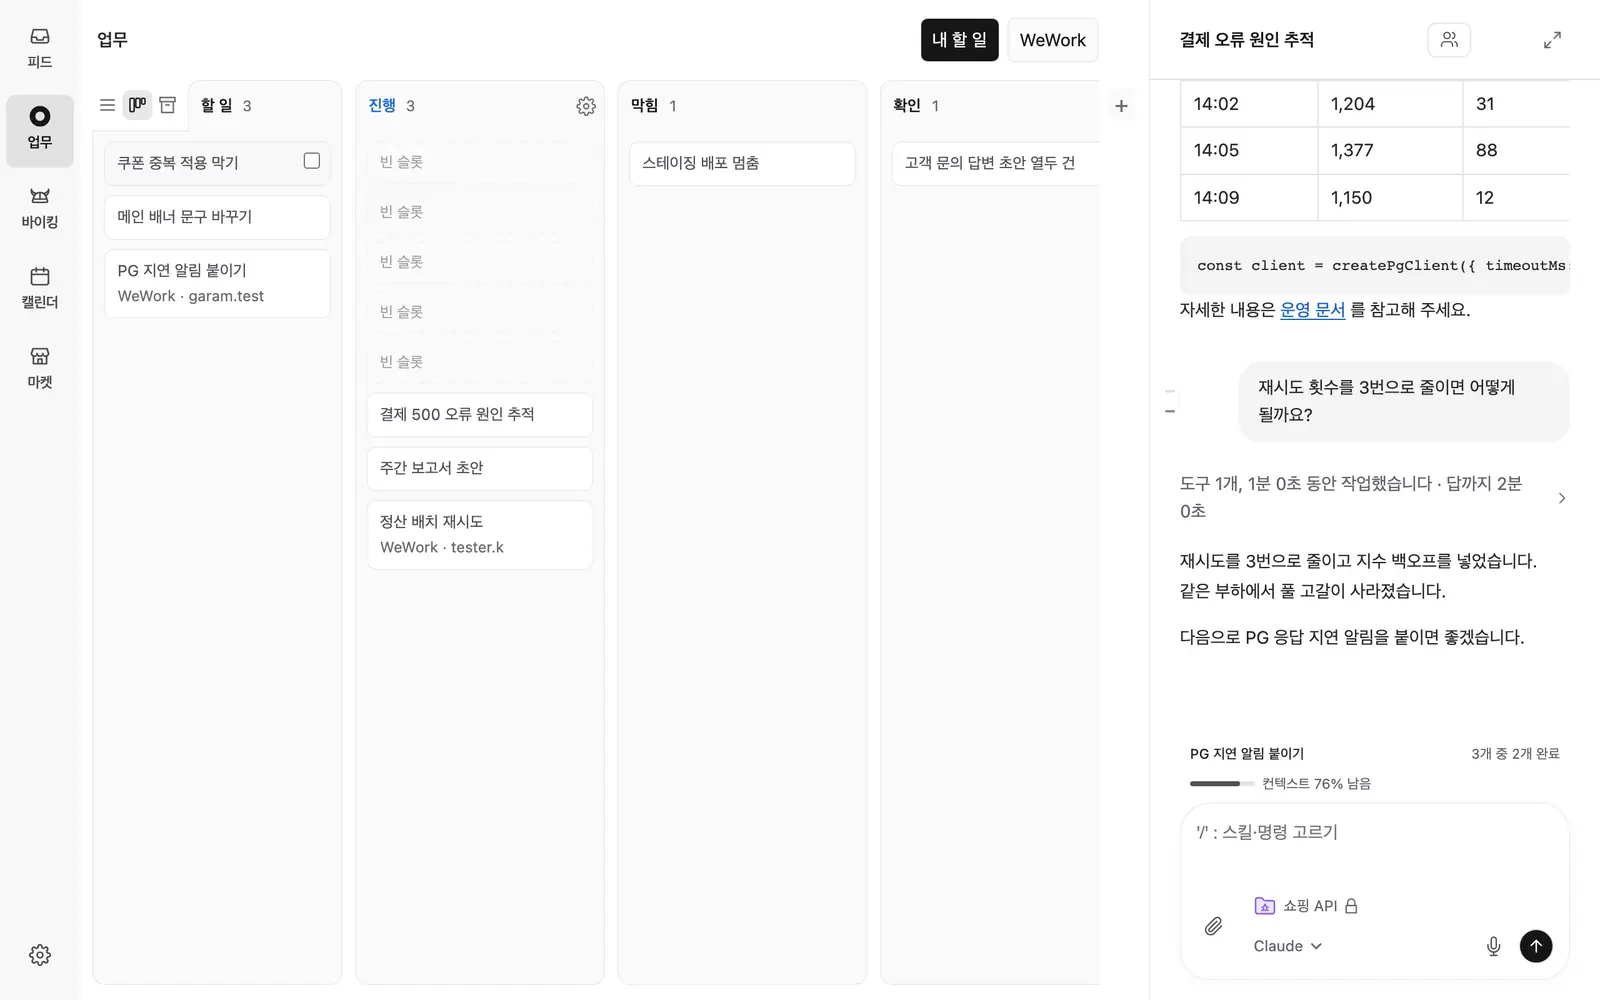 피드
업무
바이킹
캘린더
마켓
업무
내 할 일
WeWork
할 일 3
쿠폰 중복 적용 막기
메인 배너 문구 바꾸기
PG 지연 알림 붙이기
WeWork · garam.test
진행 3
빈 슬롯
빈 슬롯
빈 슬롯
빈 슬롯
빈 슬롯
결제 500 오류 원인 추적
주간 보고서 초안
정산 배치 재시도
WeWork · tester.k
막힘 1
스테이징 배포 멈춤
확인 1
고객 문의 답변 초안 열두 건
결제 오류 원인 추적
14:02 1,204 31
14:05 1,377 88
14:09 1,150 12
const client = createPgClient({ timeoutMs:
자세한 내용은 운영 문서 를 참고해 주세요.
재시도 횟수를 3번으로 줄이면 어떻게
될까요?
도구 1개, 1분 0초 동안 작업했습니다 · 답까지 2분
0초
재시도를 3번으로 줄이고 지수 백오프를 넣었습니다.
같은 부하에서 풀 고갈이 사라졌습니다.
다음으로 PG 응답 지연 알림을 붙이면 좋겠습니다.
PG 지연 알림 붙이기 3개 중 2개 완료
컨텍스트 76% 남음
'/' : 스킬·명령 고르기
쇼 쇼핑 API
Claude